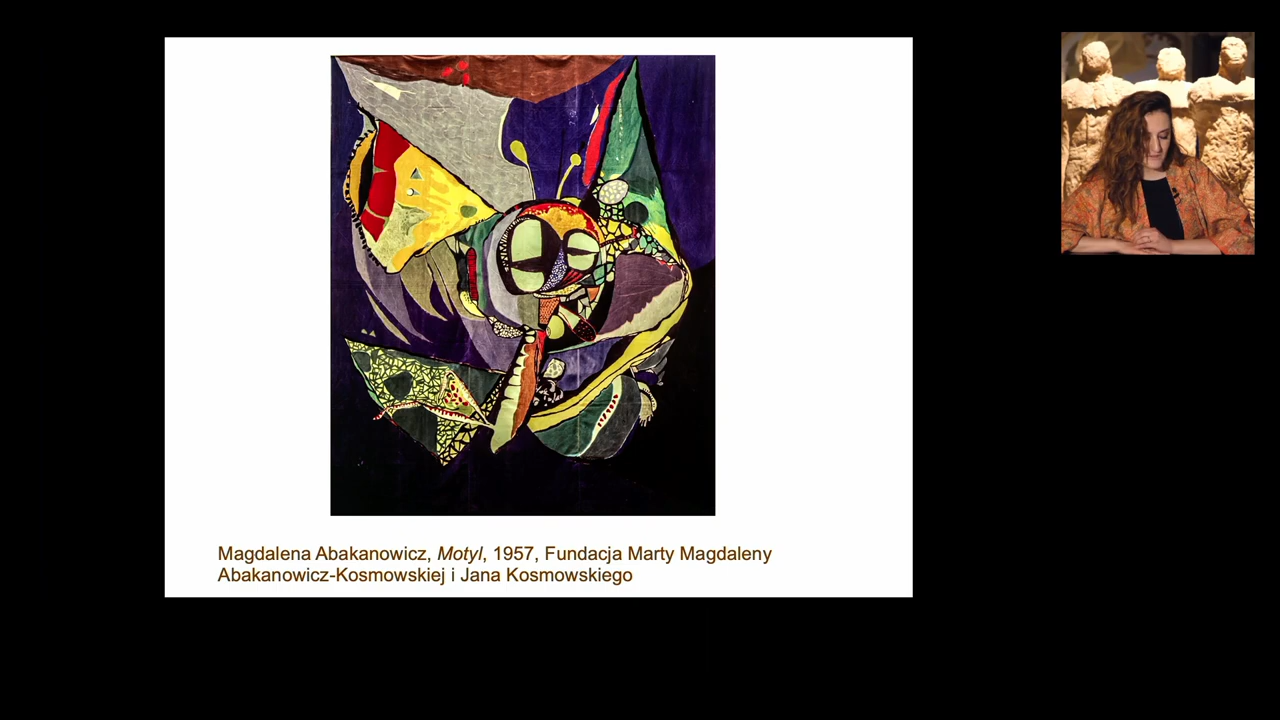 Magdalena Abakanowicz, Motyl, 1957, Fundacja Marty Magdaleny
Abakanowicz-Kosmowskiej i Jana Kosmowskiego